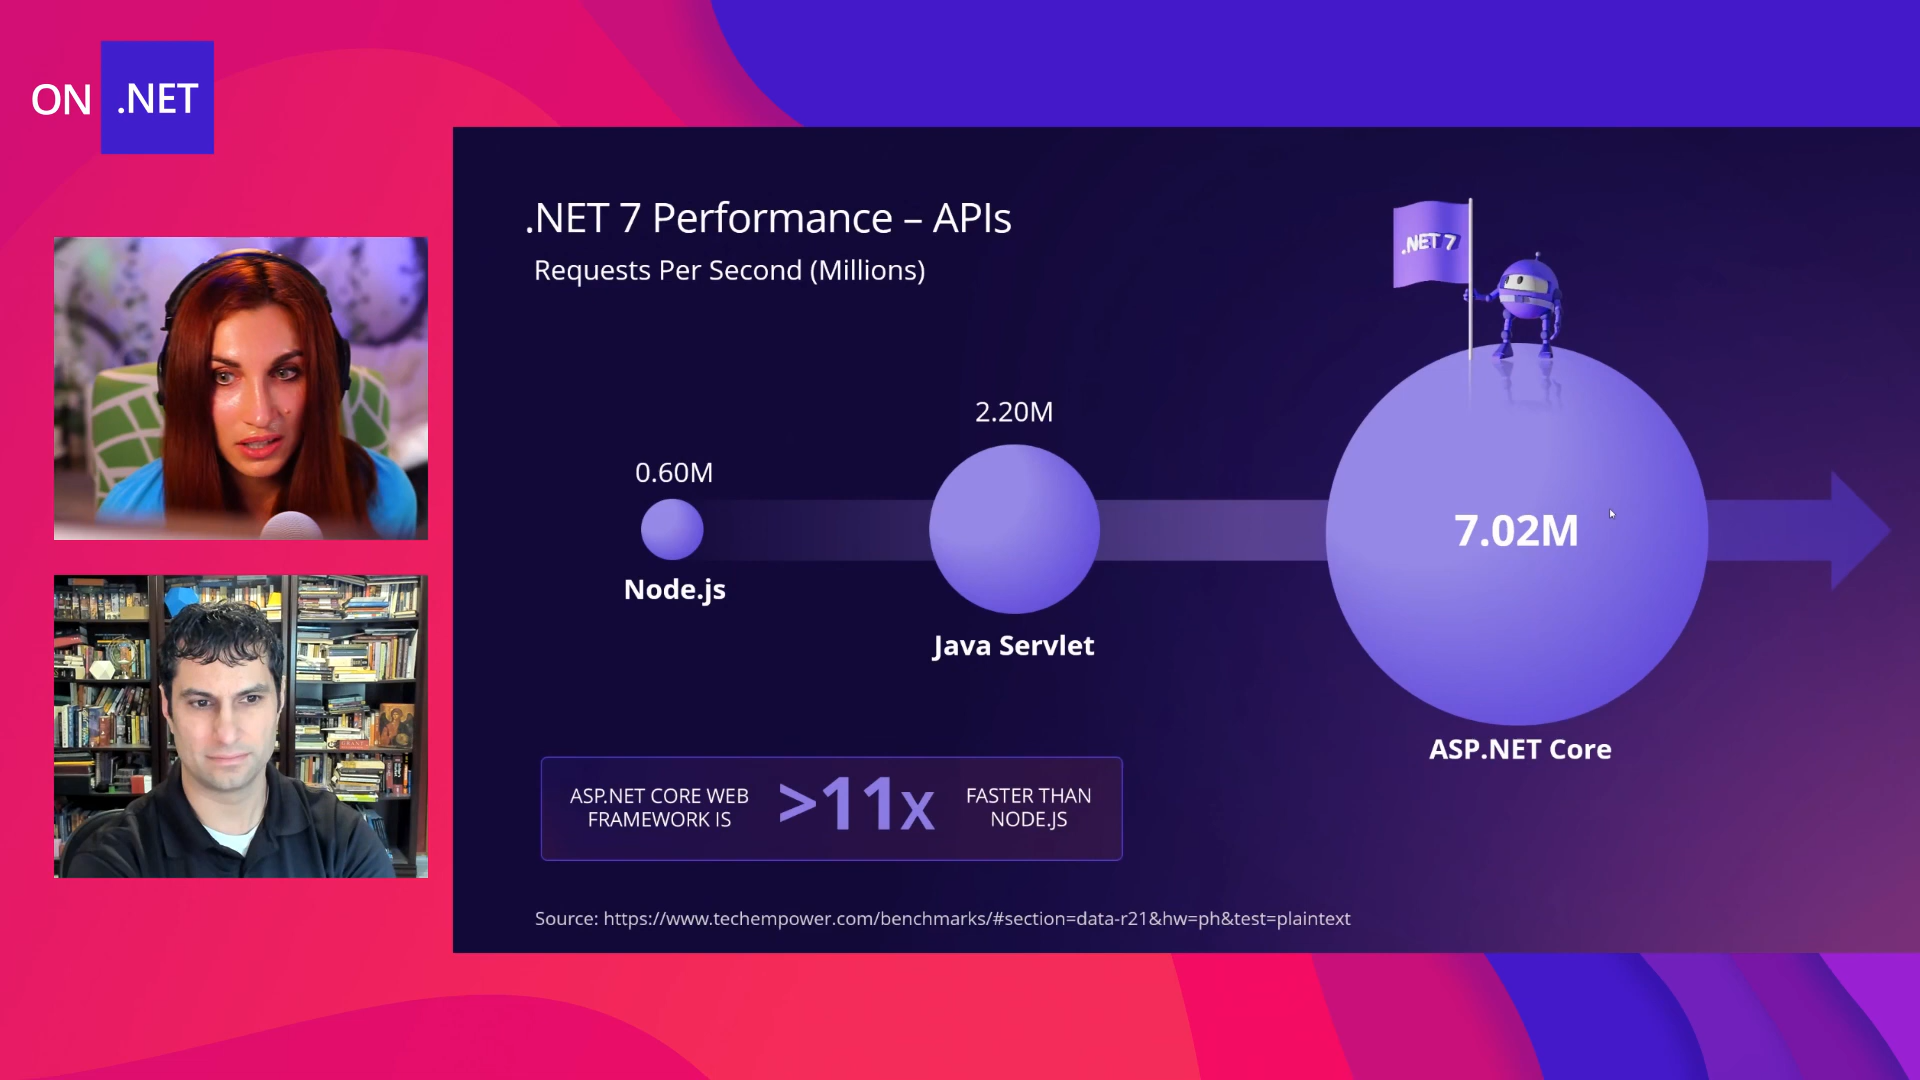 ON .NET
.NET 7 Performance – APIs
Requests Per Second (Millions)
.NET 7
0.60M
Node.js
2.20M
Java Servlet
7.02M
ASP.NET Core
ASP.NET CORE WEB
FRAMEWORK IS
>11x
FASTER THAN
NODE.JS
Source: https://www.techempower.com/benchmarks/#section=data-r21&hw=ph&test=plaintext